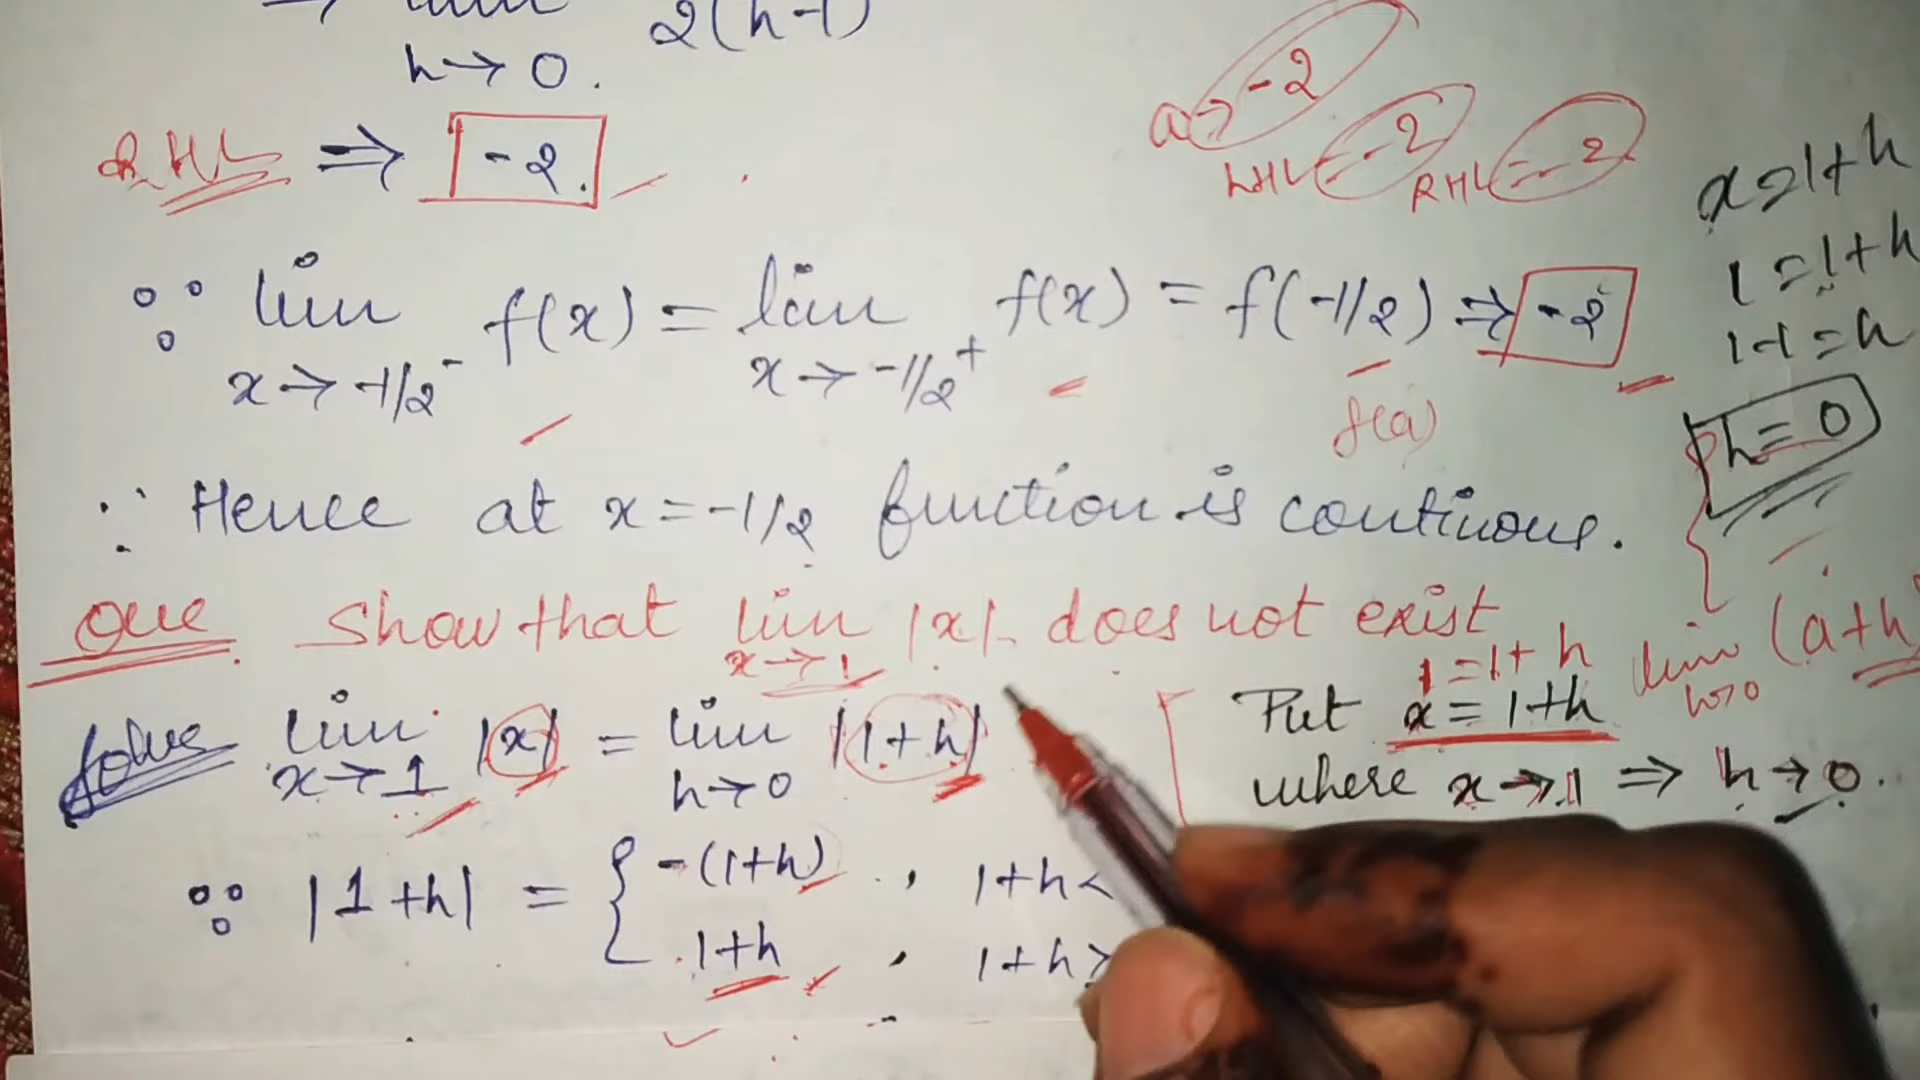 h→0.
2(h-1)
RHL ⇒ -2.
a→-2
LHL=-2 RHL=-2
x=1+h
1=1+h
1-1=h
h=0
∵ lim x→-1/2⁻ f(x) = lim x→-1/2⁺ f(x) = f(-1/2) ⇒ -2
f(a)
∴ Hence at x=-1/2 function is continous.
Que. Show that lim x→1 |x| does not exist
1=1+h
lim h→0 (a+h
Solve lim x→1 |x| = lim h→0 |1+h|
Put x=1+h
where x→1 ⇒ h→0.
∵ |1+h| = { -(1+h) , 1+h<
1+h , 1+h≥